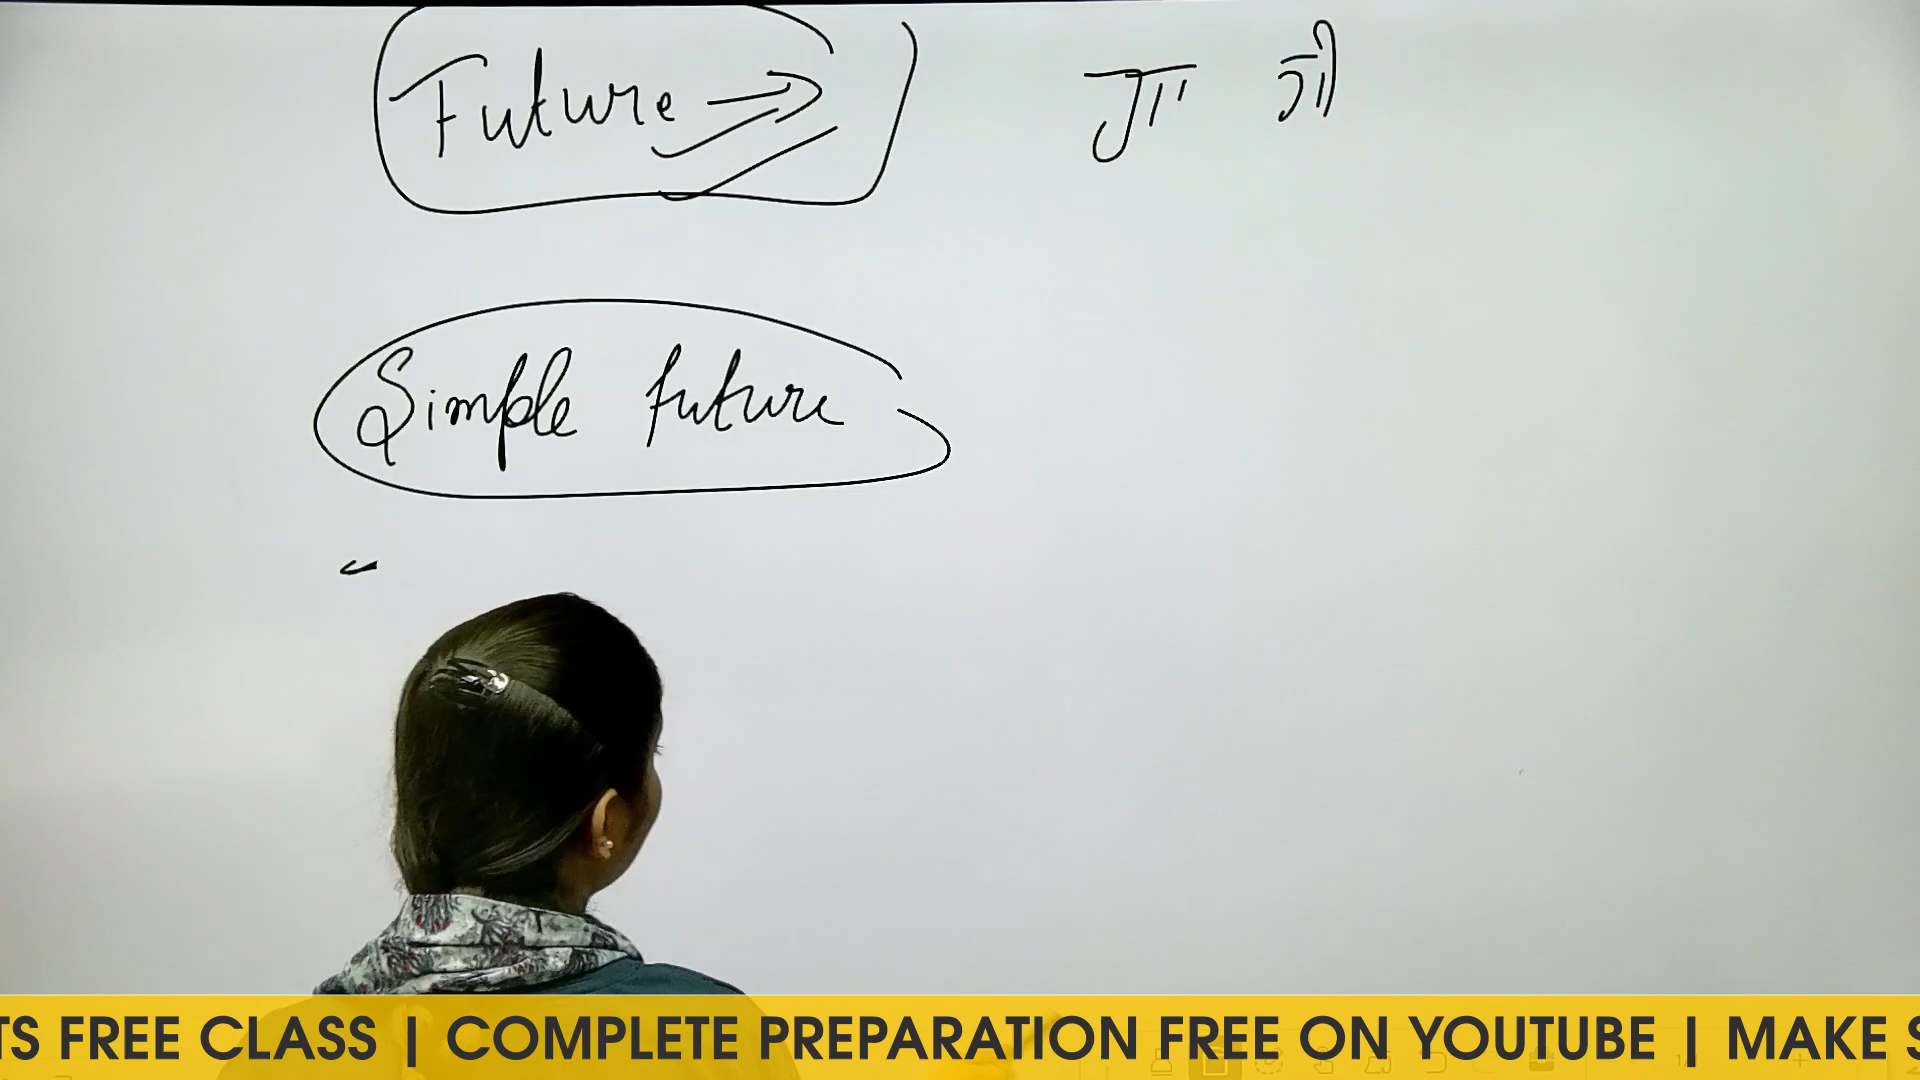 Future → गा गी
Simple future
TS FREE CLASS | COMPLETE PREPARATION FREE ON YOUTUBE | MAKE S